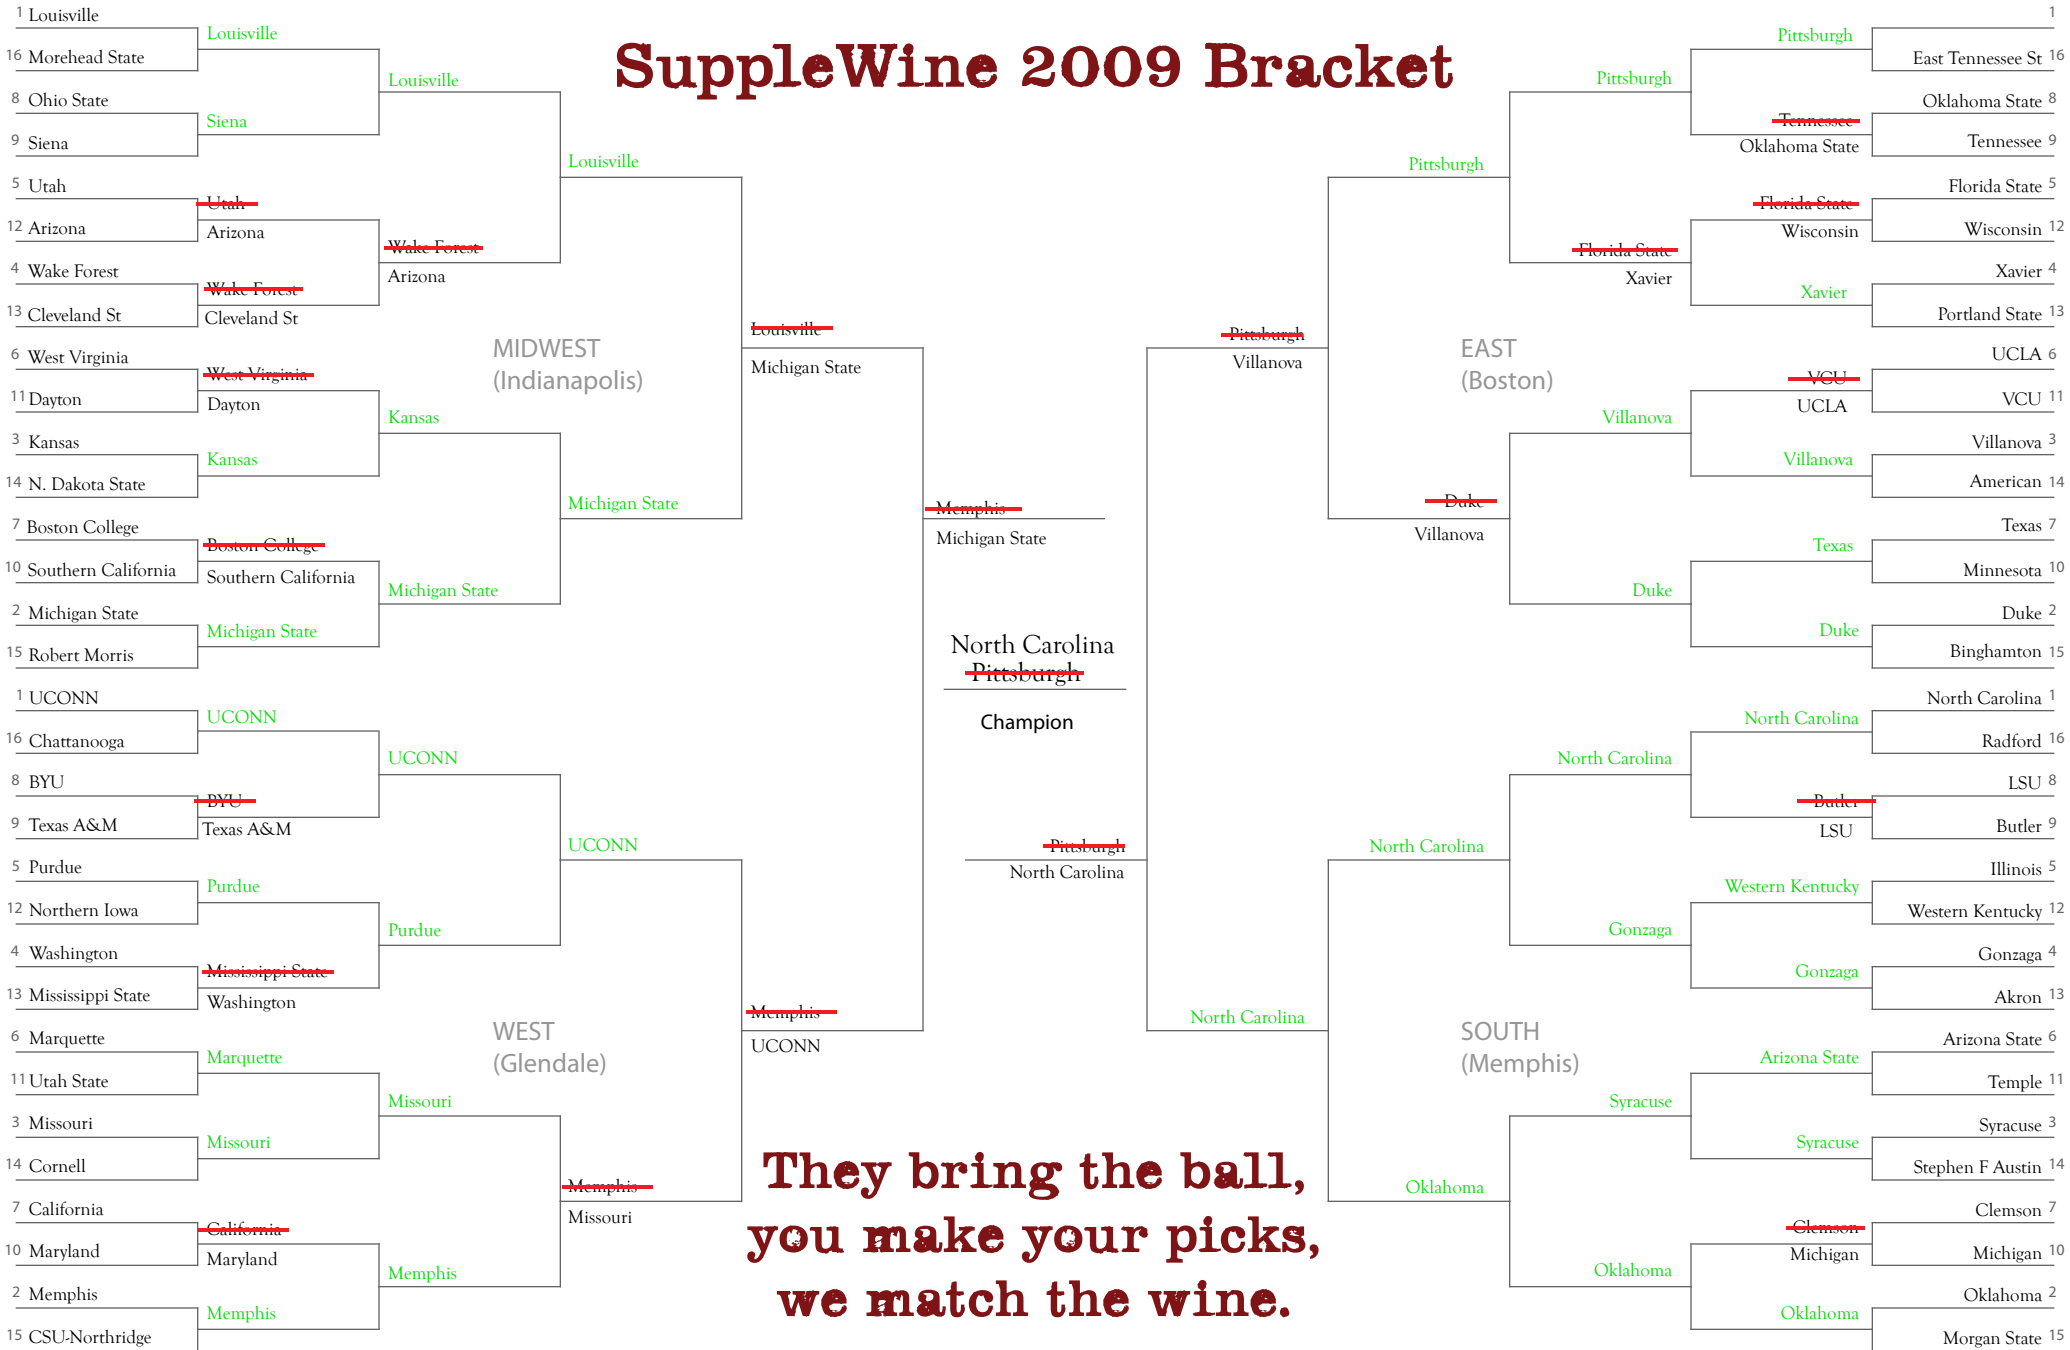 SuppleWine 2009 Bracket
1 Louisville
16 Morehead State
8 Ohio State
9 Siena
5 Utah
12 Arizona
4 Wake Forest
13 Cleveland St
6 West Virginia
11 Dayton
3 Kansas
14 N. Dakota State
7 Boston College
10 Southern California
2 Michigan State
15 Robert Morris
Louisville
Siena
Utah
Arizona
Wake Forest
Cleveland St
West Virginia
Dayton
Kansas
Boston College
Southern California
Michigan State
Louisville
Wake Forest
Arizona
Kansas
Michigan State
Louisville
Michigan State
MIDWEST
(Indianapolis)
Louisville
Michigan State
1 UCONN
16 Chattanooga
8 BYU
9 Texas A&M
5 Purdue
12 Northern Iowa
4 Washington
13 Mississippi State
6 Marquette
11 Utah State
3 Missouri
14 Cornell
7 California
10 Maryland
2 Memphis
15 CSU-Northridge
UCONN
BYU
Texas A&M
Purdue
Mississippi State
Washington
Marquette
Missouri
California
Maryland
Memphis
UCONN
Purdue
Missouri
Memphis
UCONN
Memphis
Missouri
WEST
(Glendale)
Memphis
UCONN
Memphis
Michigan State
North Carolina
Pittsburgh
Champion
Pittsburgh
North Carolina
Pittsburgh
Villanova
EAST
(Boston)
Pittsburgh
Duke
Villanova
Pittsburgh
Florida State
Xavier
Villanova
Duke
Pittsburgh
Tennessee
Oklahoma State
Florida State
Wisconsin
Xavier
VCU
UCLA
Villanova
Texas
Duke
1
East Tennessee St 16
Oklahoma State 8
Tennessee 9
Florida State 5
Wisconsin 12
Xavier 4
Portland State 13
UCLA 6
VCU 11
Villanova 3
American 14
Texas 7
Minnesota 10
Duke 2
Binghamton 15
North Carolina
SOUTH
(Memphis)
North Carolina
Oklahoma
North Carolina
Gonzaga
Syracuse
Oklahoma
North Carolina
Butler
LSU
Western Kentucky
Gonzaga
Arizona State
Syracuse
Clemson
Michigan
Oklahoma
North Carolina 1
Radford 16
LSU 8
Butler 9
Illinois 5
Western Kentucky 12
Gonzaga 4
Akron 13
Arizona State 6
Temple 11
Syracuse 3
Stephen F Austin 14
Clemson 7
Michigan 10
Oklahoma 2
Morgan State 15
They bring the ball,
you make your picks,
we match the wine.